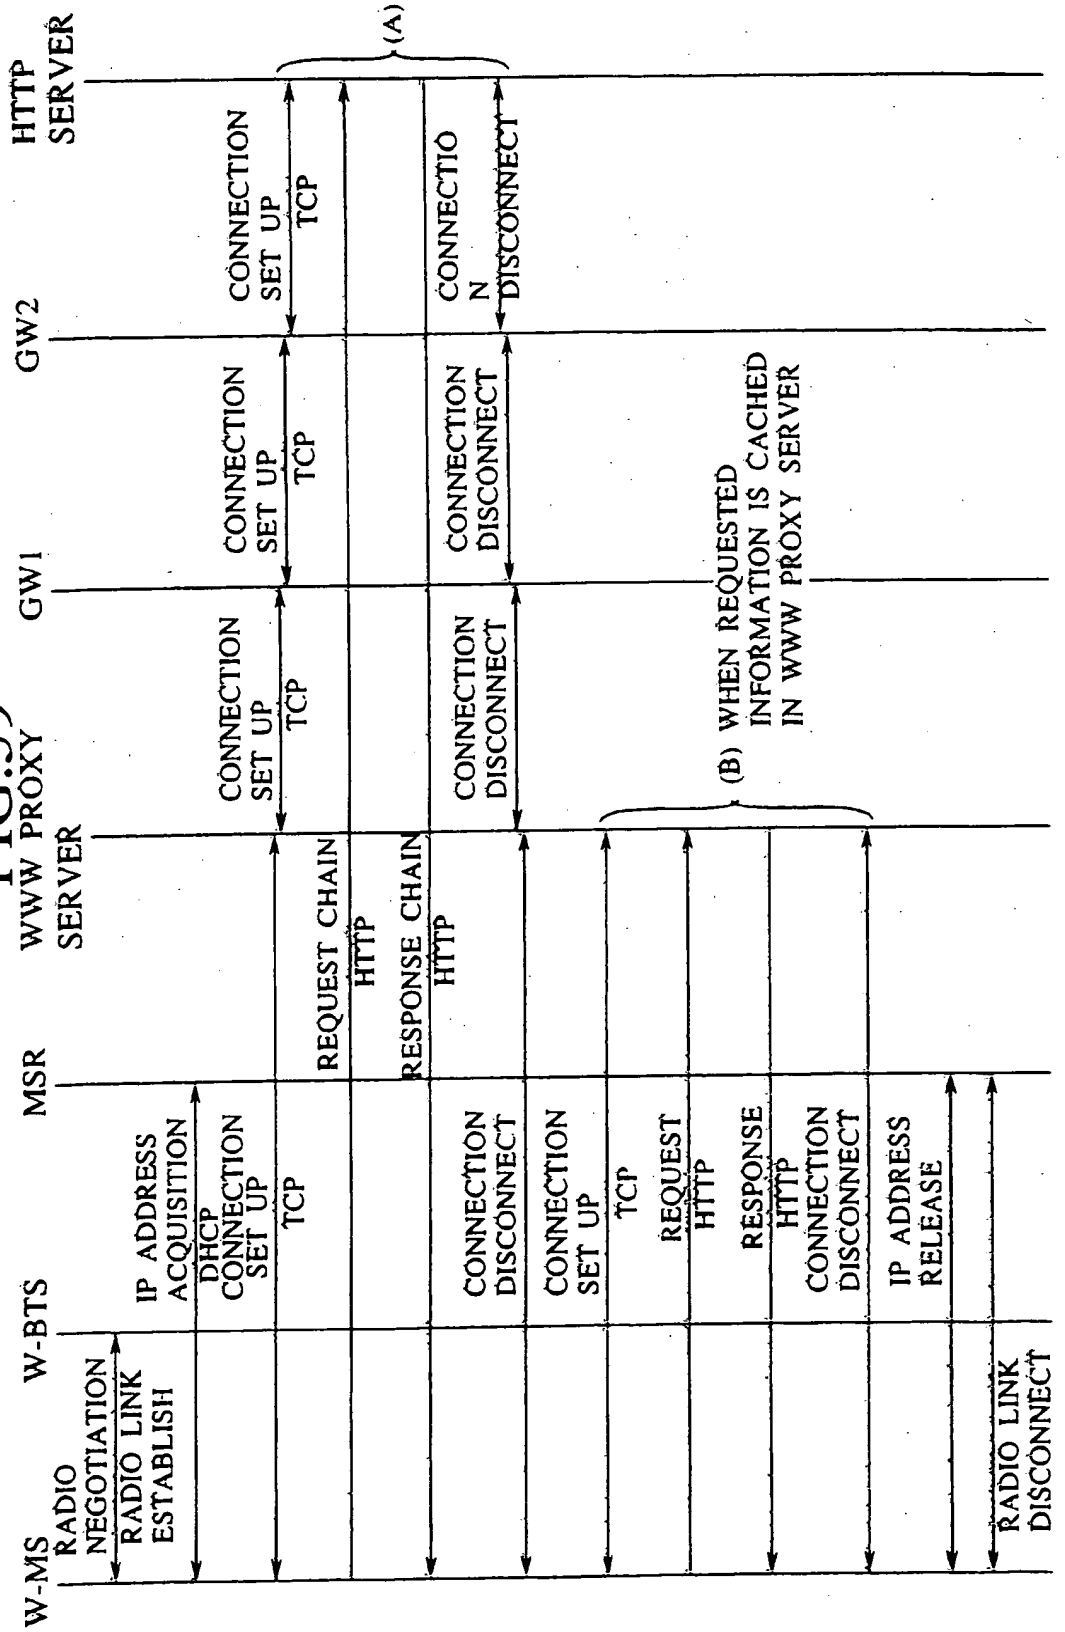 W-MS
W-BTS
MSR
WWW PROXY
SERVER
GW1
GW2
HTTP
SERVER
RADIO
NEGOTIATION
RADIO LINK
ESTABLISH
IP ADDRESS
ACQUISITION
DHCP
CONNECTION
SET UP
TCP
CONNECTION
SET UP
TCP
CONNECTION
SET UP
TCP
CONNECTION
SET UP
TCP
(A)
REQUEST CHAIN
HTTP
RESPONSE CHAIN
HTTP
CONNECTION
DISCONNECT
CONNECTION
DISCONNECT
CONNECTION
DISCONNECT
CONNECTIO
N
DISCONNECT
CONNECTION
SET UP
TCP
REQUEST
HTTP
RESPONSE
HTTP
CONNECTION
DISCONNECT
(B) WHEN REQUESTED
INFORMATION IS CACHED
IN WWW PROXY SERVER
IP ADDRESS
RELEASE
RADIO LINK
DISCONNECT